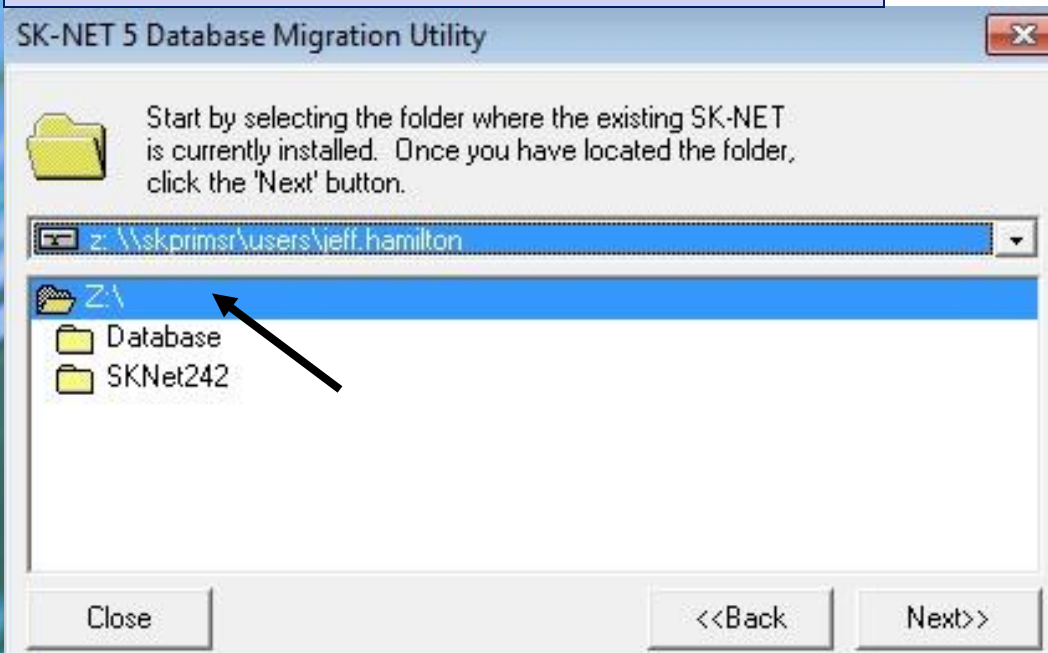 SK-NET 5 Database Migration Utility
Start by selecting the folder where the existing SK-NET
is currently installed. Once you have located the folder,
click the 'Next' button.
z: \\skprimsr\users\jeff.hamilton
Z:\
Database
SKNet242
Close
<<Back
Next>>